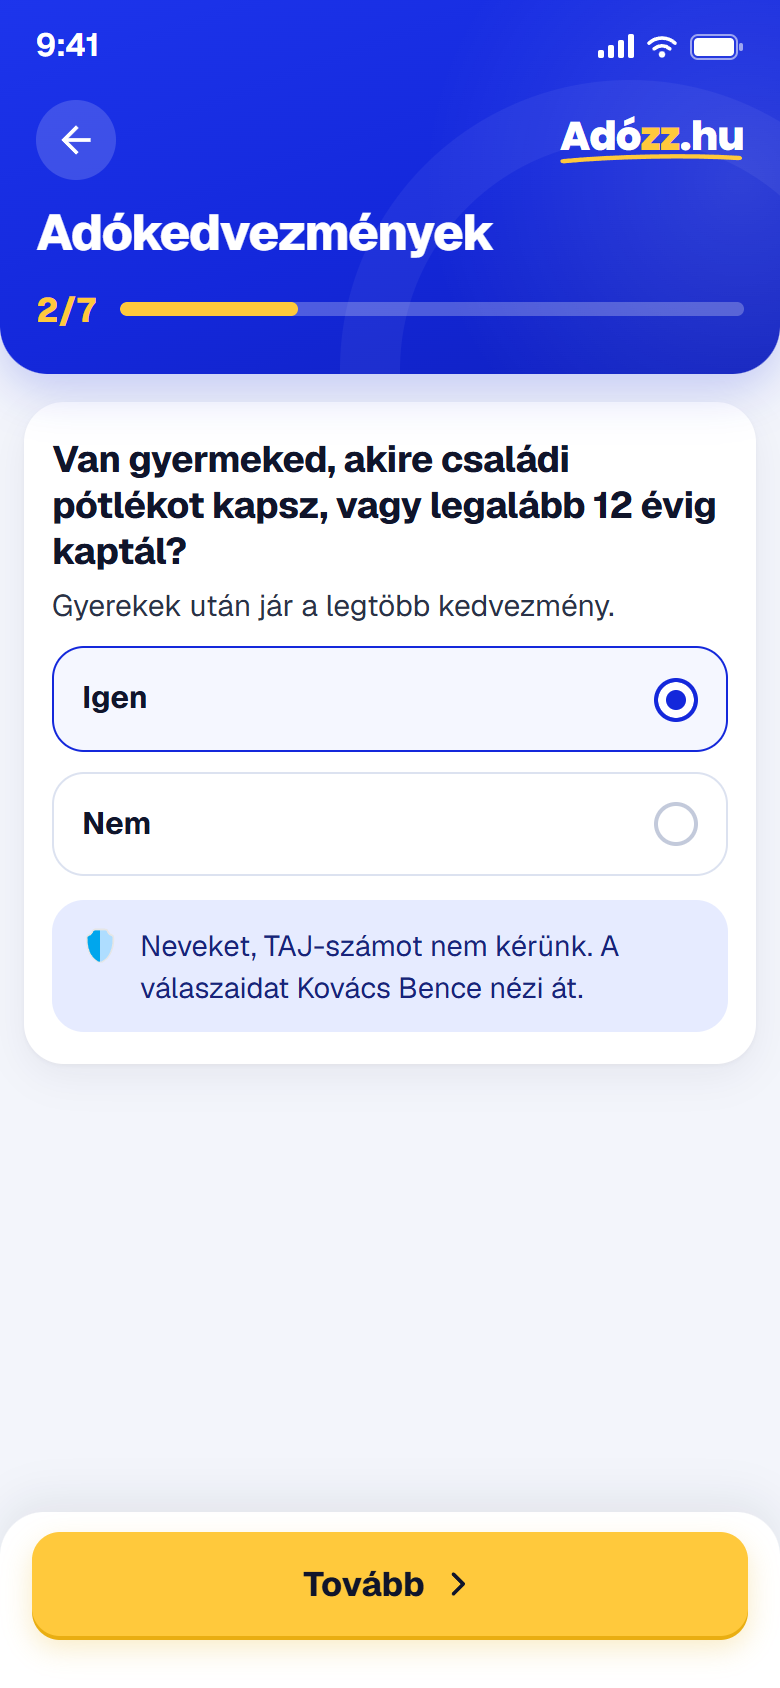 9:41
Adózz.hu
Adókedvezmények
2/7
Van gyermeked, akire családi
pótlékot kapsz, vagy legalább 12 évig
kaptál?
Gyerekek után jár a legtöbb kedvezmény.
Igen
Nem
Neveket, TAJ-számot nem kérünk. A
válaszaidat Kovács Bence nézi át.
Tovább